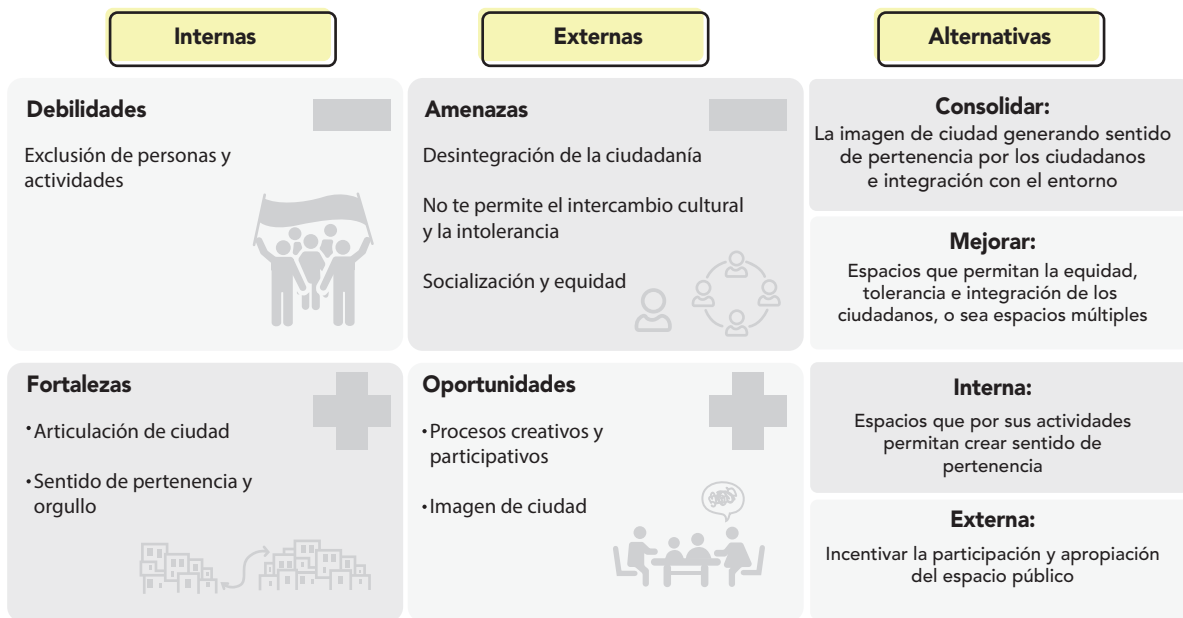 Internas
Externas
Alternativas
Debilidades
Exclusión de personas y
actividades
Amenazas
Desintegración de la ciudadanía
No te permite el intercambio cultural
y la intolerancia
Socialización y equidad
Consolidar:
La imagen de ciudad generando sentido
de pertenencia por los ciudadanos
e integración con el entorno
Mejorar:
Espacios que permitan la equidad,
tolerancia e integración de los
ciudadanos, o sea espacios múltiples
Fortalezas
• Articulación de ciudad
• Sentido de pertenencia y
orgullo
Oportunidades
• Procesos creativos y
participativos
• Imagen de ciudad
Interna:
Espacios que por sus actividades
permitan crear sentido de
pertenencia
Externa:
Incentivar la participación y apropiación
del espacio público